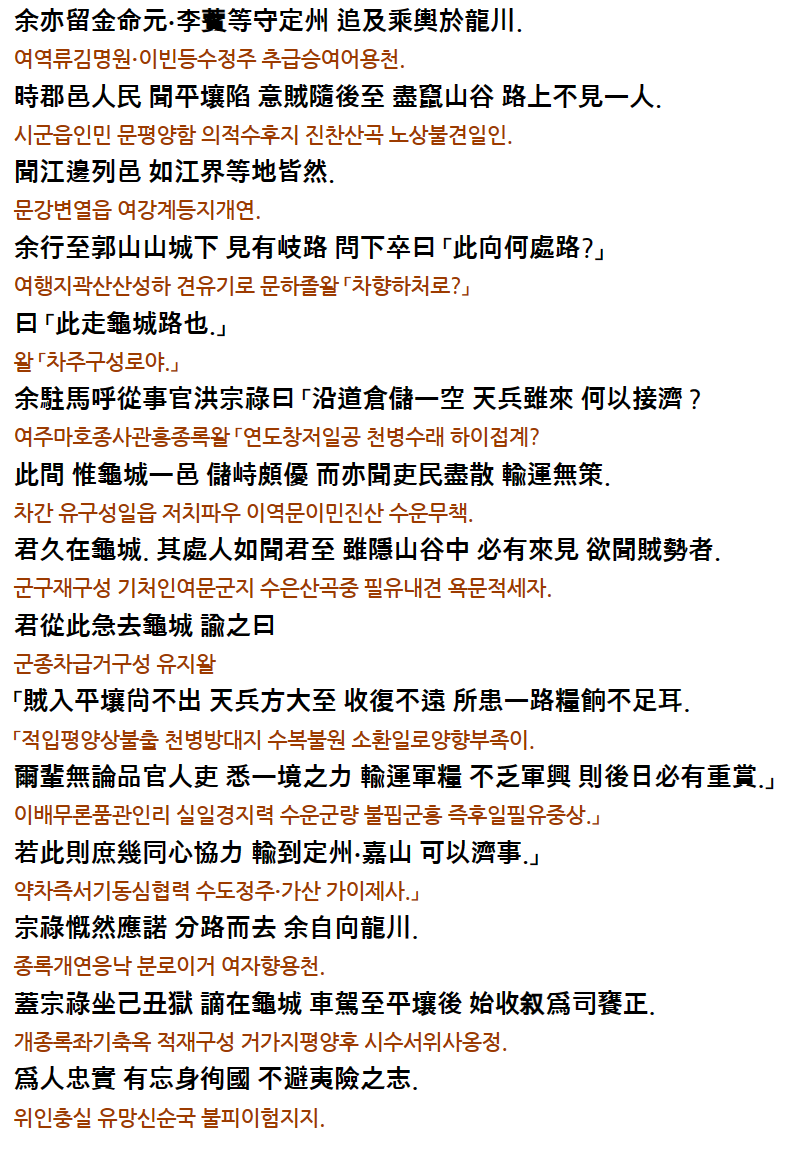 余亦留金命元·李薲等守定州 追及乘輿於龍川.
여역류김명원·이빈등수정주 추급승여어용천.
時郡邑人民 聞平壤陷 意賊隨後至 盡竄山谷 路上不見一人.
시군읍인민 문평양함 의적수후지 진찬산곡 노상불견일인.
聞江邊列邑 如江界等地皆然.
문강변열읍 여강계등지개연.
余行至郭山山城下 見有岐路 問下卒曰 ｢此向何處路?｣
여행지곽산산성하 견유기로 문하졸왈 ｢차향하처로?｣
曰 ｢此走龜城路也.｣
왈 ｢차주구성로야.｣
余駐馬呼從事官洪宗祿曰 ｢沿道倉儲一空 天兵雖來 何以接濟 ?
여주마호종사관홍종록왈 ｢연도창저일공 천병수래 하이접계?
此間 惟龜城一邑 儲峙頗優 而亦聞吏民盡散 輸運無策.
차간 유구성일읍 저치파우 이역문이민진산 수운무책.
君久在龜城. 其處人如聞君至 雖隱山谷中 必有來見 欲聞賊勢者.
군구재구성 기처인여문군지 수은산곡중 필유내견 욕문적세자.
君從此急去龜城 諭之曰
군종차급거구성 유지왈
｢賊入平壤尙不出 天兵方大至 收復不遠 所患一路糧餉不足耳.
｢적입평양상불출 천병방대지 수복불원 소환일로양향부족이.
爾輩無論品官人吏 悉一境之力 輸運軍糧 不乏軍興 則後日必有重賞.｣
이배무론품관인리 실일경지력 수운군량 불핍군흥 즉후일필유중상.｣
若此則庶幾同心協力 輸到定州·嘉山 可以濟事.｣
약차즉서기동심협력 수도정주·가산 가이제사.｣
宗祿慨然應諾 分路而去 余自向龍川.
종록개연응낙 분로이거 여자향용천.
蓋宗祿坐己丑獄 謫在龜城 車駕至平壤後 始收叙爲司饔正.
개종록좌기축옥 적재구성 거가지평양후 시수서위사옹정.
爲人忠實 有忘身徇國 不避夷險之志.
위인충실 유망신순국 불피이험지지.